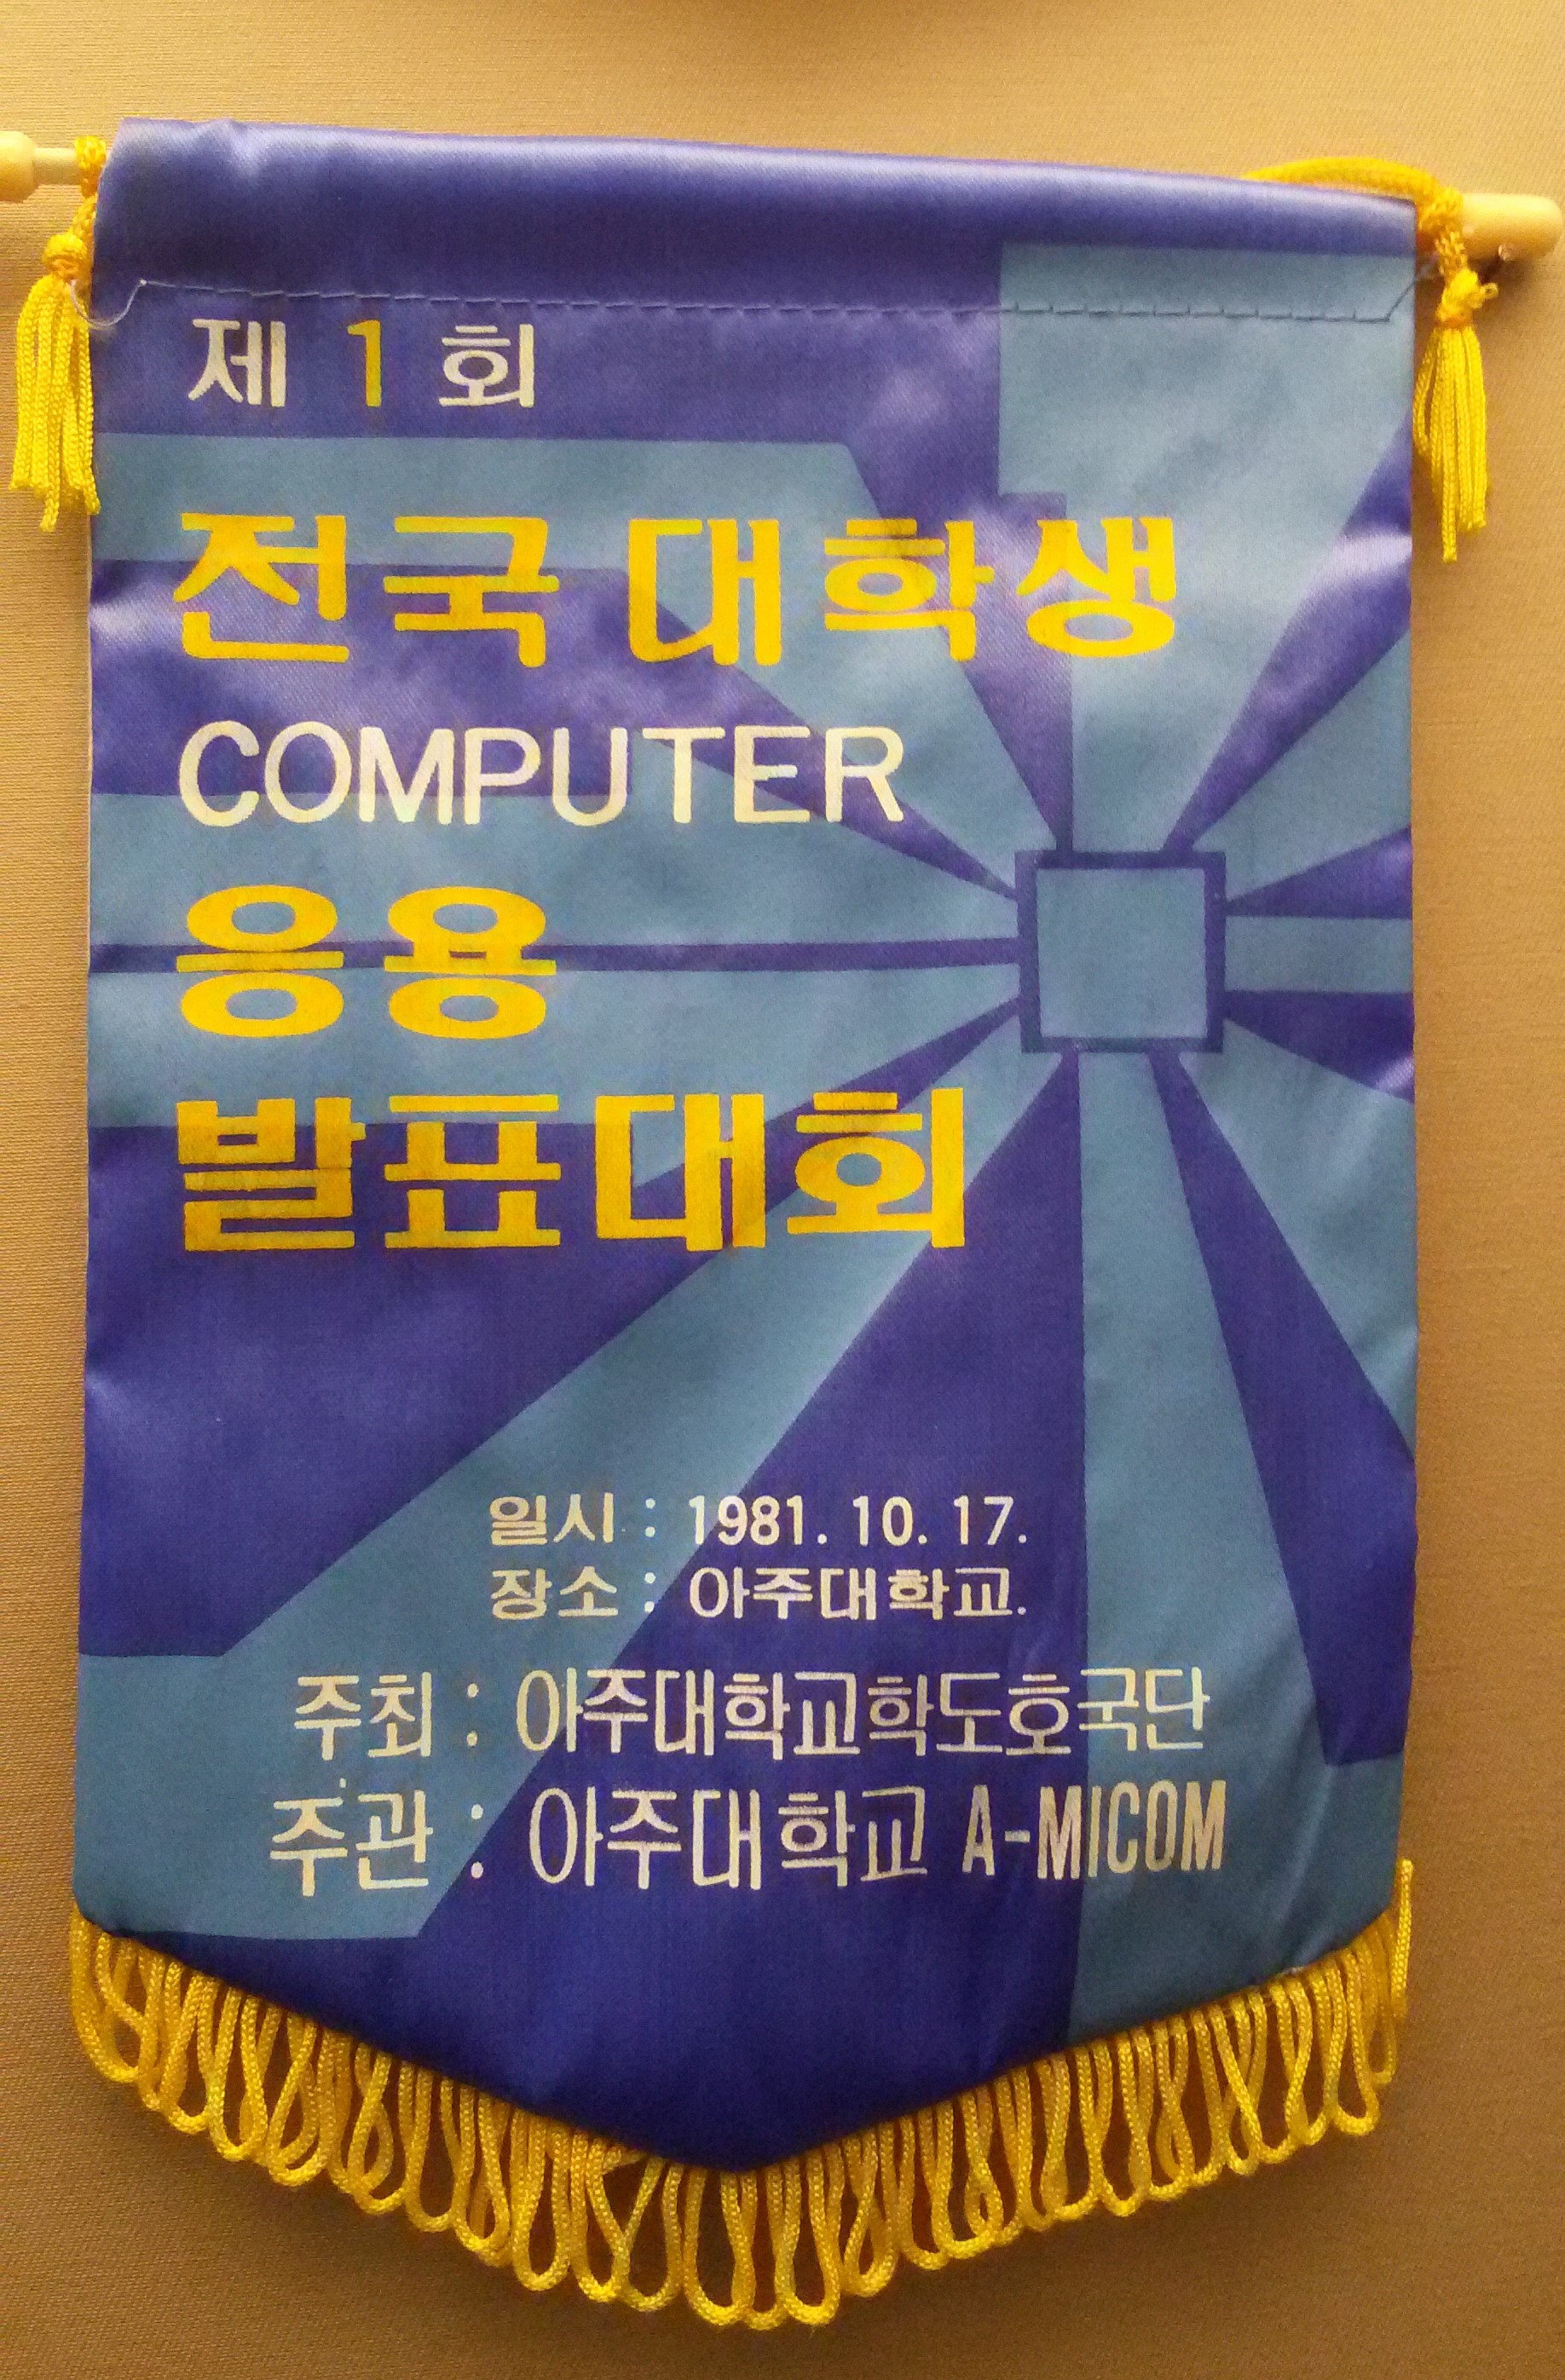 제 1 회
전국 대학생
COMPUTER
응용
발표대회
일시 : 1981. 10. 17.
장소 : 아주대학교.
주최 : 아주대학교학도호국단
주관 : 아주대학교 A-MICOM